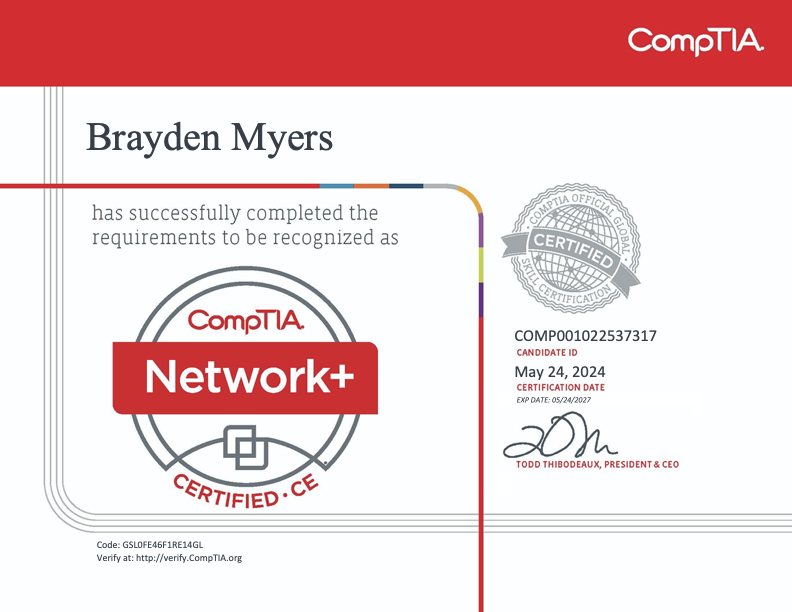 CompTIA.
Brayden Myers
has successfully completed the
requirements to be recognized as
COMPTIA OFFICIAL GLOBAL
CERTIFIED
SKILL CERTIFICATION
CompTIA.
Network+
CERTIFIED · CE
COMP001022537317
CANDIDATE ID
May 24, 2024
CERTIFICATION DATE
EXP DATE: 05/24/2027
TODD THIBODEAUX, PRESIDENT & CEO
Code: GSL0FE46F1RE14GL
Verify at: http://verify.CompTIA.org